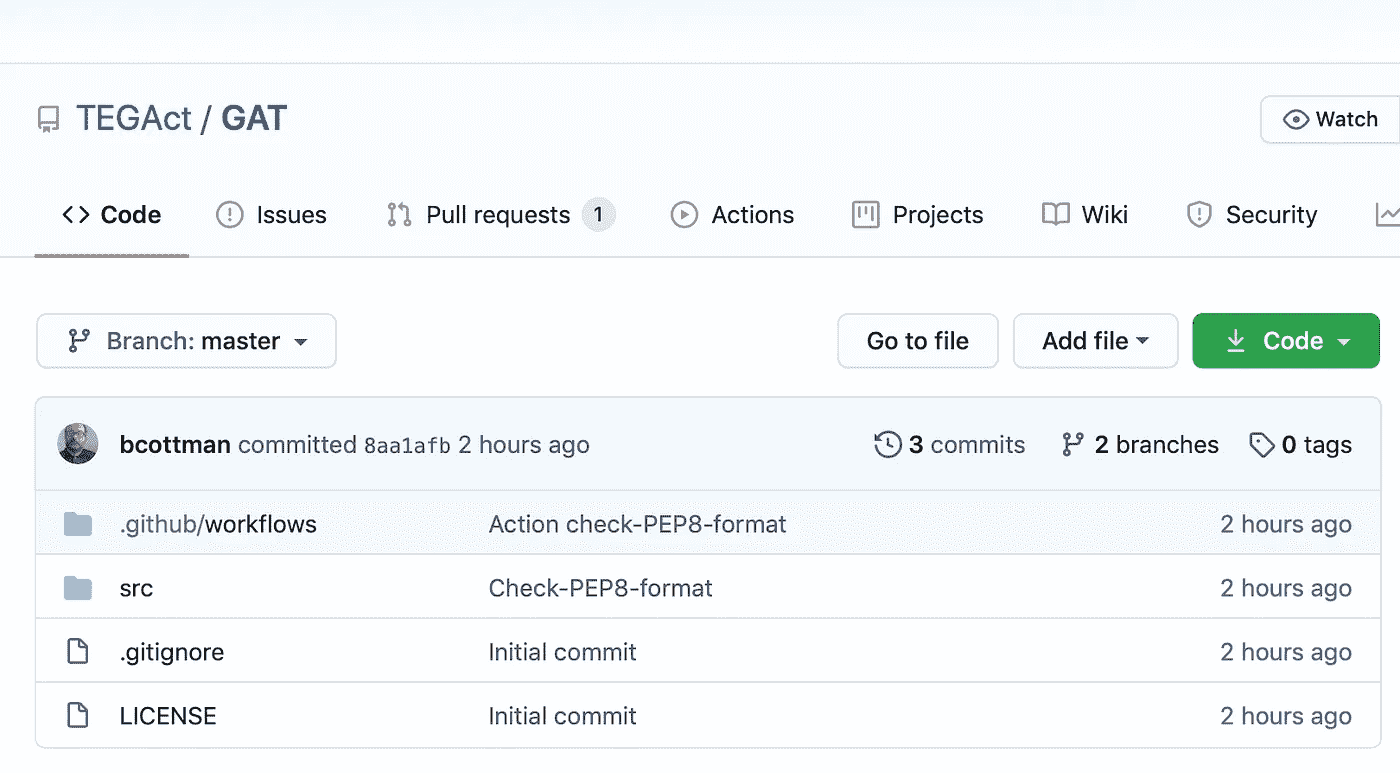 TEGAct / GAT
Watch
Code Issues Pull requests 1 Actions Projects Wiki Security
Branch: master Go to file Add file Code
bcottman committed 8aa1afb 2 hours ago 3 commits 2 branches 0 tags
.github/workflows Action check-PEP8-format 2 hours ago
src Check-PEP8-format 2 hours ago
.gitignore Initial commit 2 hours ago
LICENSE Initial commit 2 hours ago